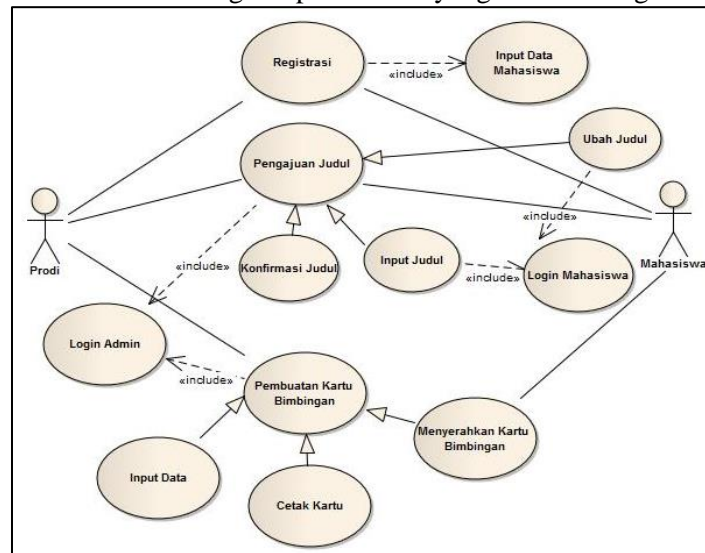 Registrasi
«include»
Input Data
Mahasiswa
Ubah Judul
Pengajuan Judul
«include»
Prodi
Mahasiswa
«include»
Konfirmasi Judul
Input Judul
«include»
Login Mahasiswa
Login Admin
«include»
Pembuatan Kartu
Bimbingan
Menyerahkan Kartu
Bimbingan
Input Data
Cetak Kartu